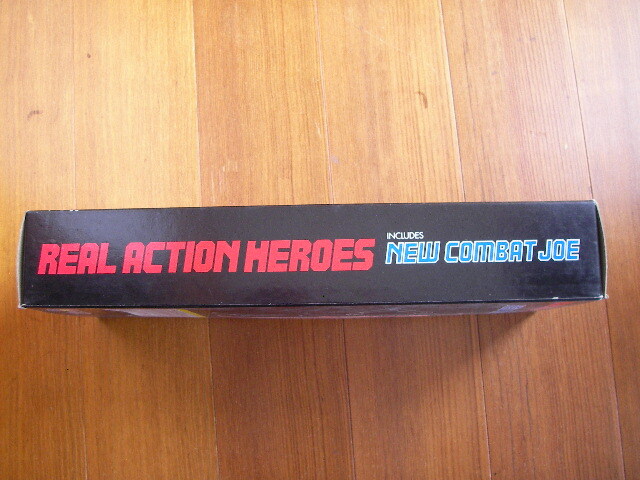 REAL ACTION HEROES
INCLUDES
NEW COMBAT JOE